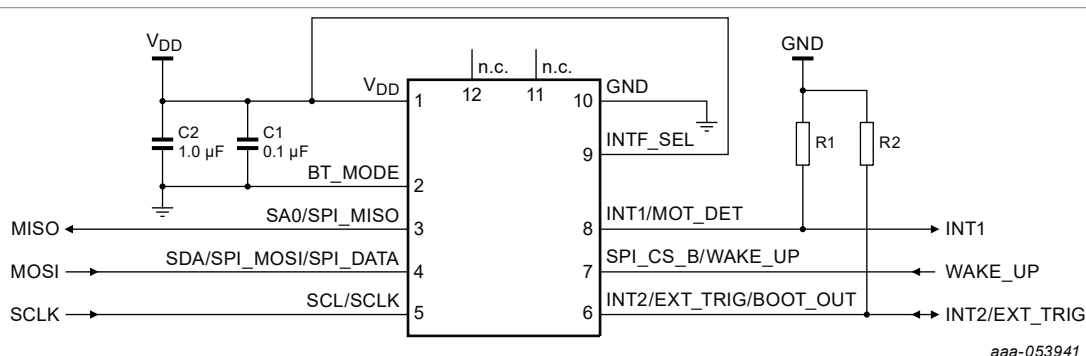 V_DD
GND
n.c.
n.c.
V_DD
1
12
11
10
GND
C2
1.0 µF
C1
0.1 µF
INTF_SEL
9
R1
R2
BT_MODE
2
MISO
SA0/SPI_MISO
3
8
INT1/MOT_DET
INT1
MOSI
SDA/SPI_MOSI/SPI_DATA
4
7
SPI_CS_B/WAKE_UP
WAKE_UP
SCLK
SCL/SCLK
5
6
INT2/EXT_TRIG/BOOT_OUT
INT2/EXT_TRIG
aaa-053941